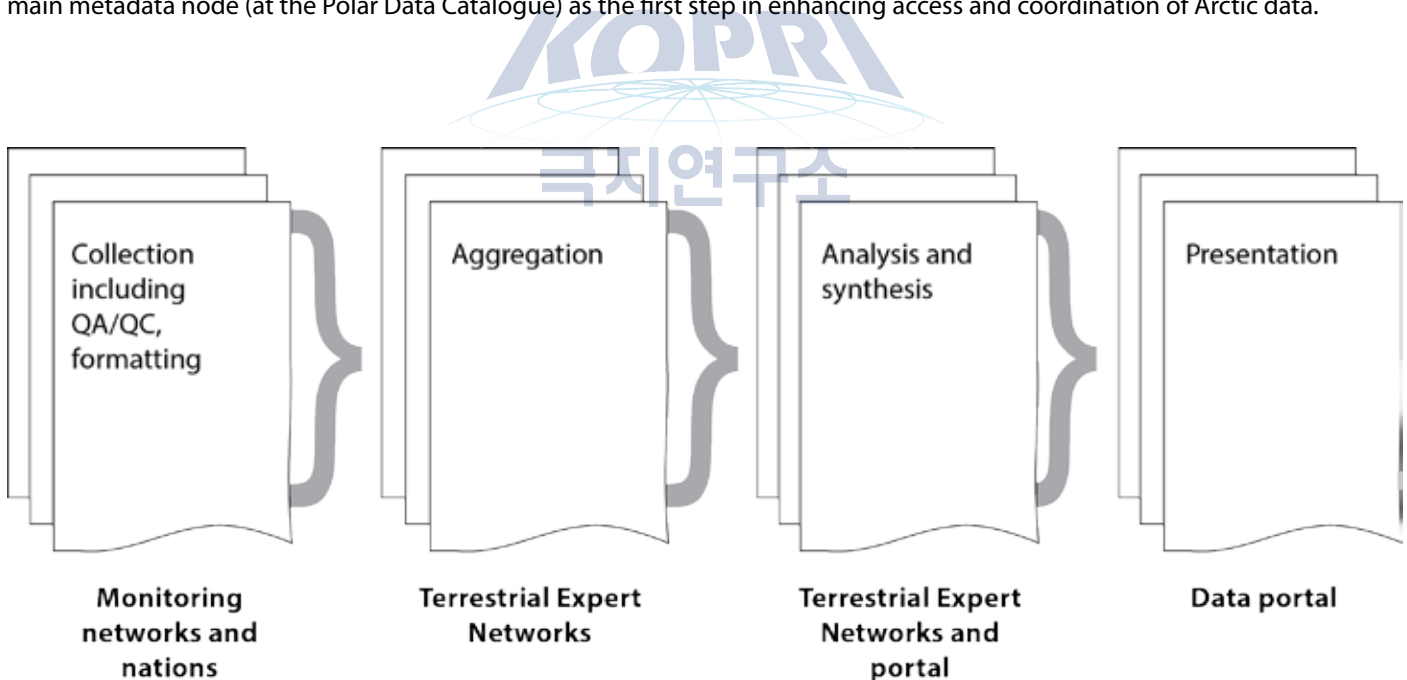 main metadata node (at the Polar Data Catalogue) as the first step in enhancing access and coordination of Arctic data.
KOPRI
극지연구소
Collection
including
QA/QC,
formatting
Aggregation
Analysis and
synthesis
Presentation
Monitoring
networks and
nations
Terrestrial Expert
Networks
Terrestrial Expert
Networks and
portal
Data portal